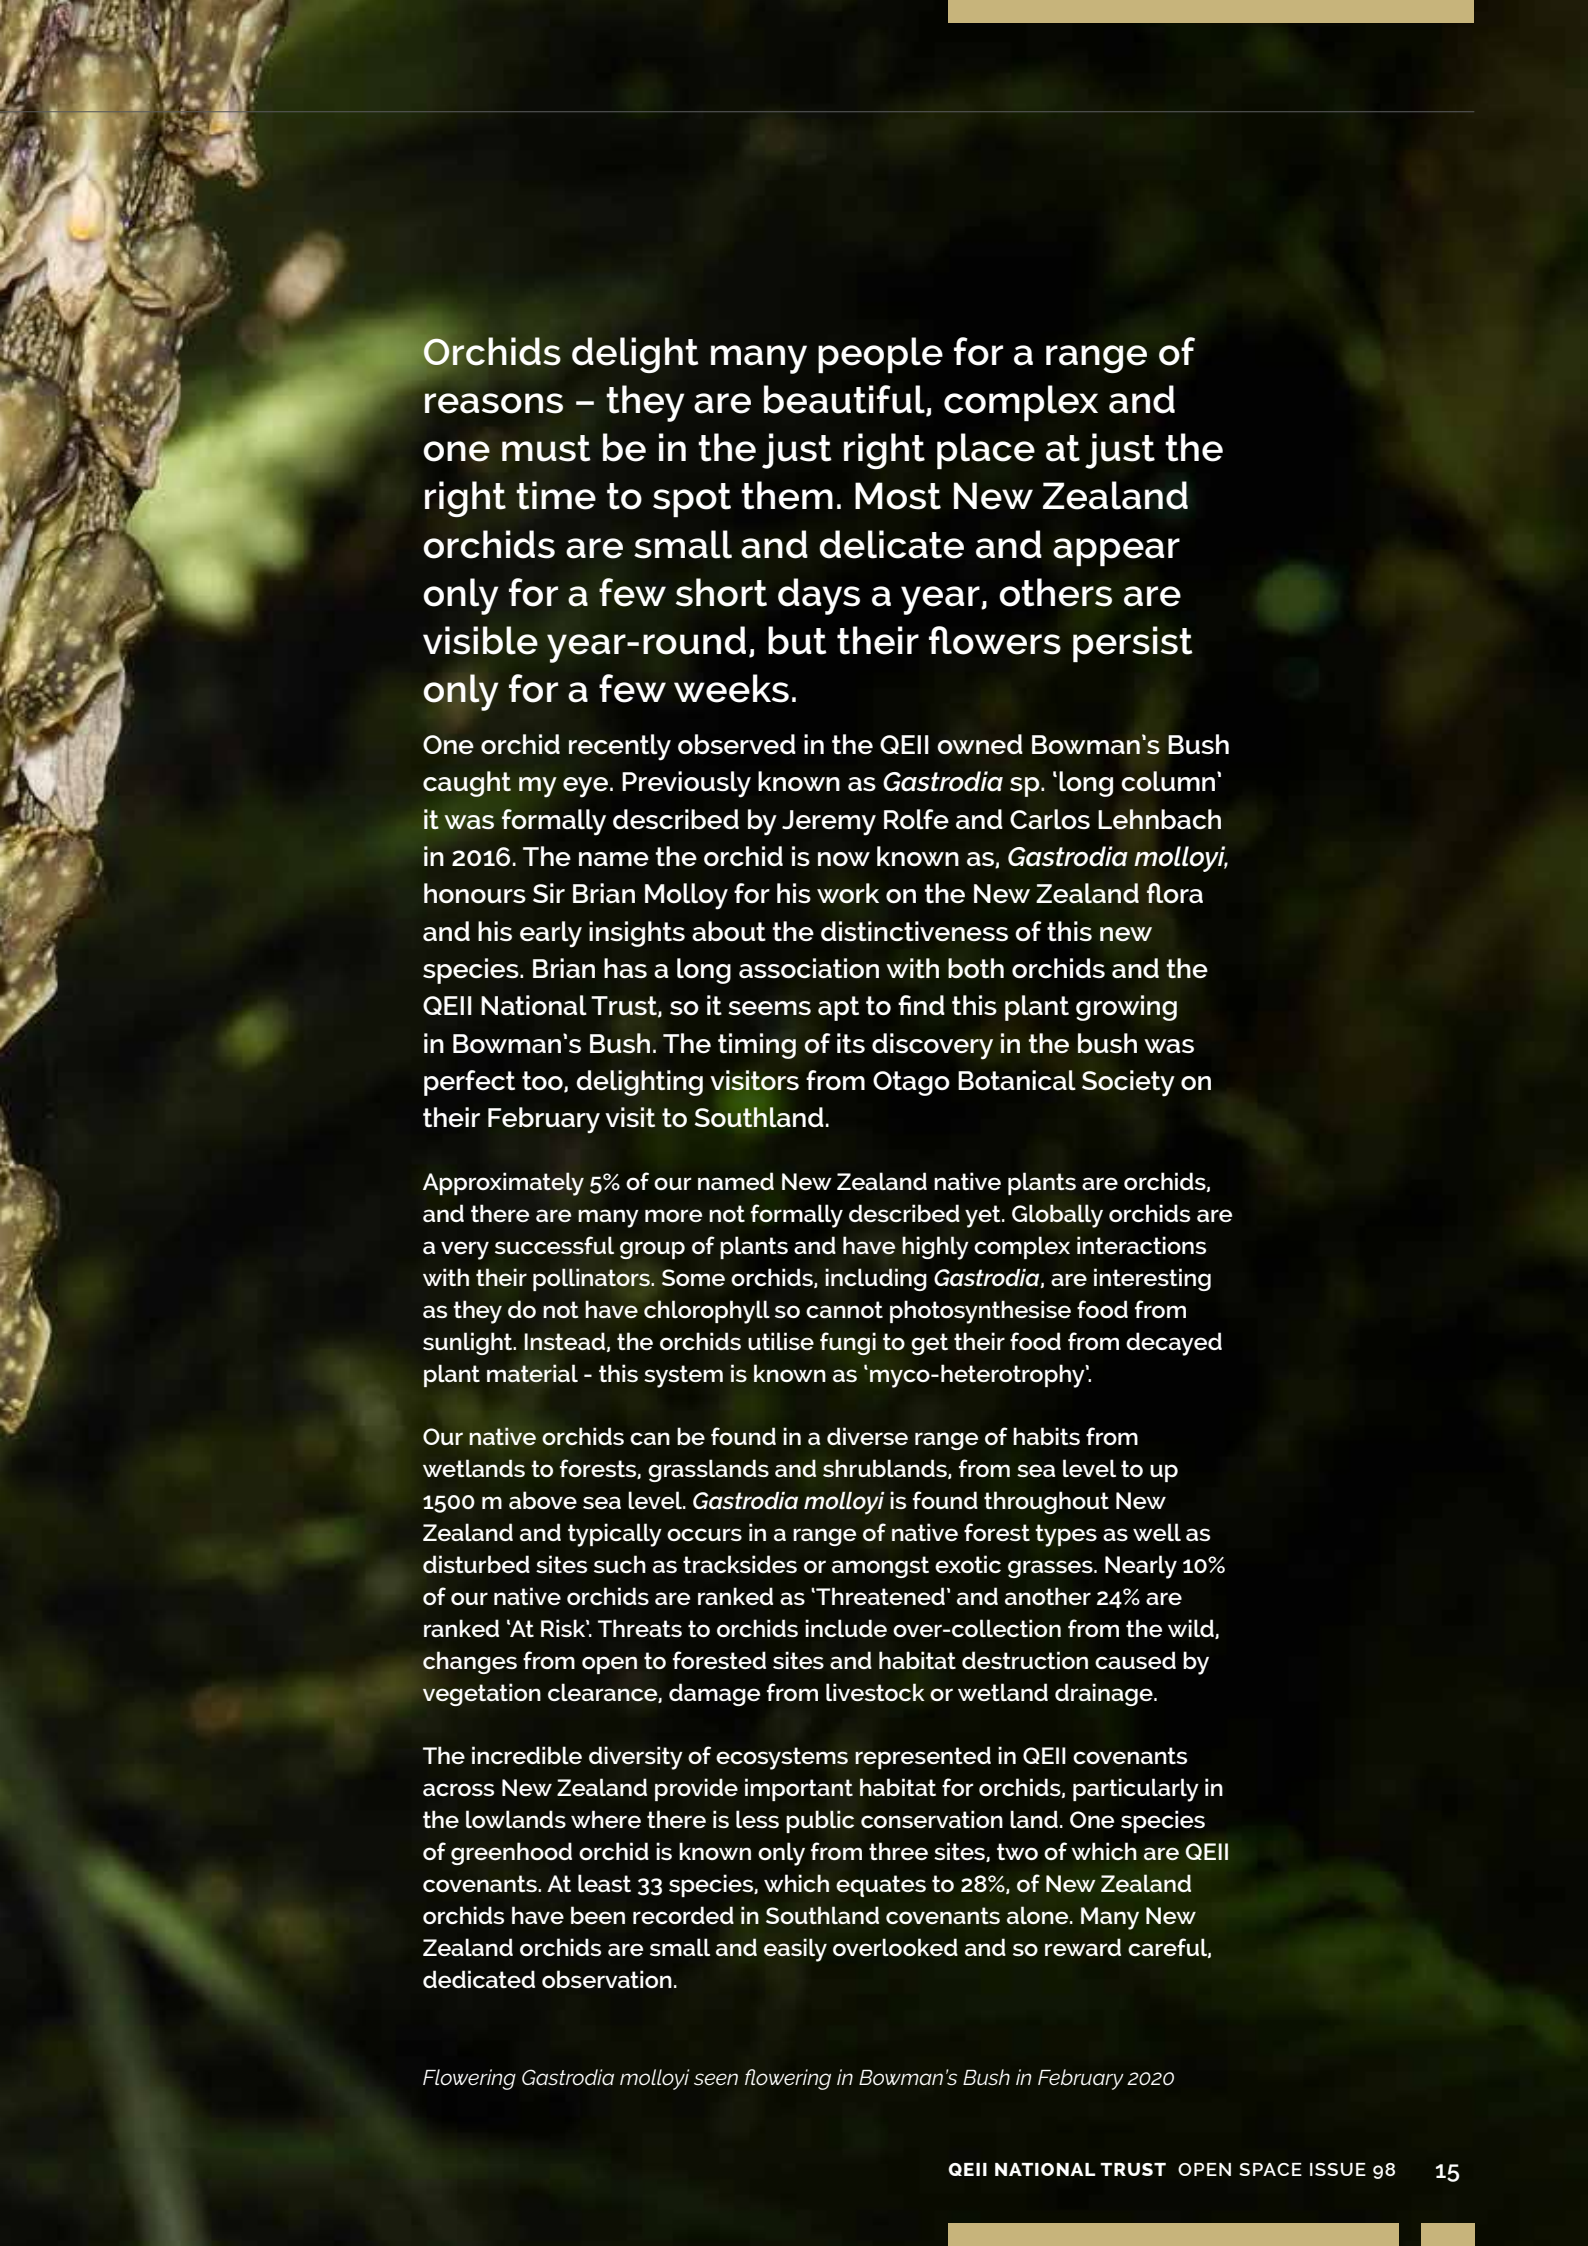 Orchids delight many people for a range of
reasons – they are beautiful, complex and
one must be in the just right place at just the
right time to spot them. Most New Zealand
orchids are small and delicate and appear
only for a few short days a year, others are
visible year-round, but their flowers persist
only for a few weeks.
One orchid recently observed in the QEII owned Bowman's Bush
caught my eye. Previously known as Gastrodia sp. 'long column'
it was formally described by Jeremy Rolfe and Carlos Lehnbach
in 2016. The name the orchid is now known as, Gastrodia molloyi,
honours Sir Brian Molloy for his work on the New Zealand flora
and his early insights about the distinctiveness of this new
species. Brian has a long association with both orchids and the
QEII National Trust, so it seems apt to find this plant growing
in Bowman's Bush. The timing of its discovery in the bush was
perfect too, delighting visitors from Otago Botanical Society on
their February visit to Southland.
Approximately 5% of our named New Zealand native plants are orchids,
and there are many more not formally described yet. Globally orchids are
a very successful group of plants and have highly complex interactions
with their pollinators. Some orchids, including Gastrodia, are interesting
as they do not have chlorophyll so cannot photosynthesise food from
sunlight. Instead, the orchids utilise fungi to get their food from decayed
plant material - this system is known as 'myco-heterotrophy'.
Our native orchids can be found in a diverse range of habits from
wetlands to forests, grasslands and shrublands, from sea level to up
1500 m above sea level. Gastrodia molloyi is found throughout New
Zealand and typically occurs in a range of native forest types as well as
disturbed sites such as tracksides or amongst exotic grasses. Nearly 10%
of our native orchids are ranked as 'Threatened' and another 24% are
ranked 'At Risk'. Threats to orchids include over-collection from the wild,
changes from open to forested sites and habitat destruction caused by
vegetation clearance, damage from livestock or wetland drainage.
The incredible diversity of ecosystems represented in QEII covenants
across New Zealand provide important habitat for orchids, particularly in
the lowlands where there is less public conservation land. One species
of greenhood orchid is known only from three sites, two of which are QEII
covenants. At least 33 species, which equates to 28%, of New Zealand
orchids have been recorded in Southland covenants alone. Many New
Zealand orchids are small and easily overlooked and so reward careful,
dedicated observation.
Flowering Gastrodia molloyi seen flowering in Bowman's Bush in February 2020
QEII NATIONAL TRUST OPEN SPACE ISSUE 98 15